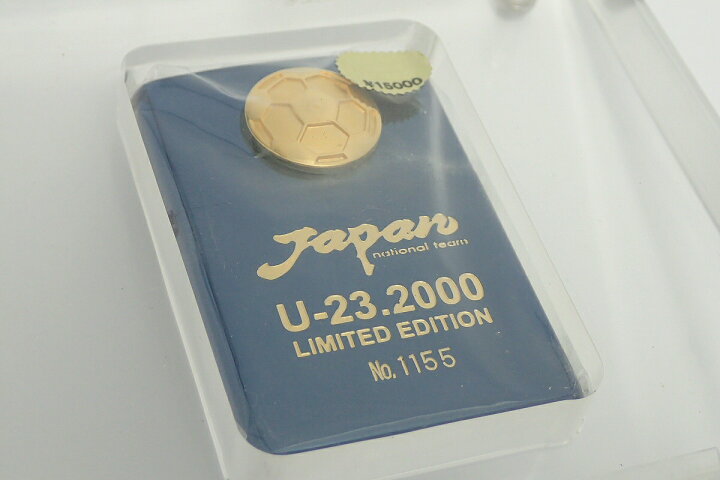 ¥15000
Japan
national team
U-23.2000
LIMITED EDITION
No.1155